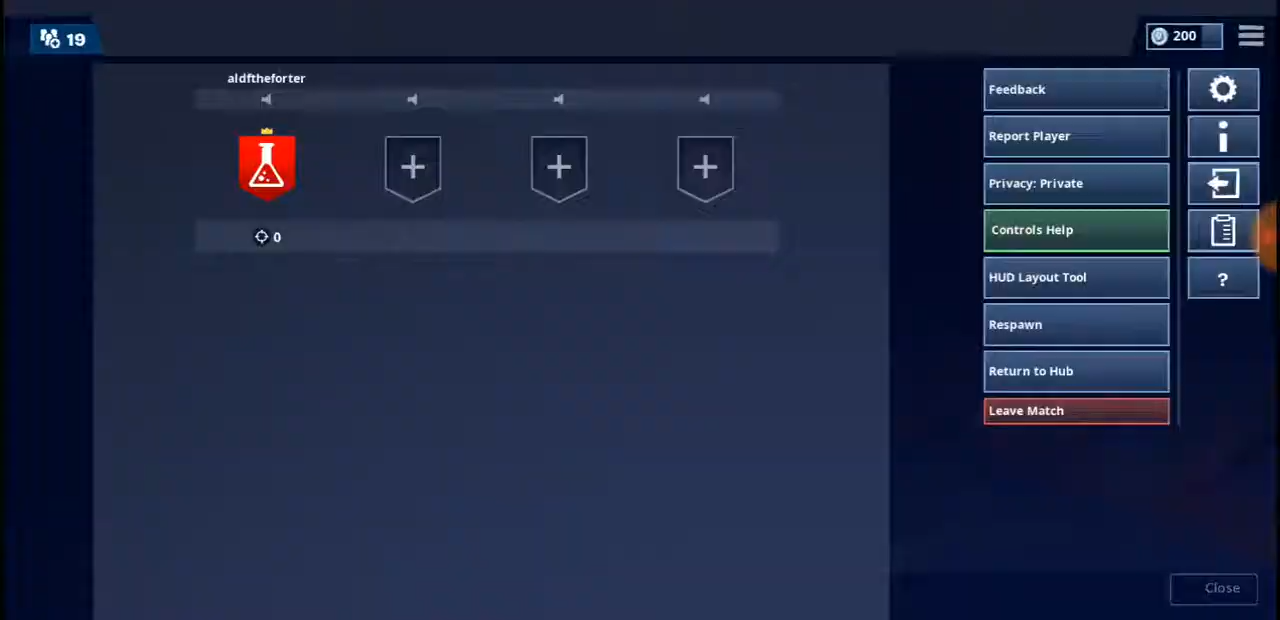 19
200
aldftheforter
0
Feedback
Report Player
Privacy: Private
Controls Help
HUD Layout Tool
Respawn
Return to Hub
Leave Match
?
Close